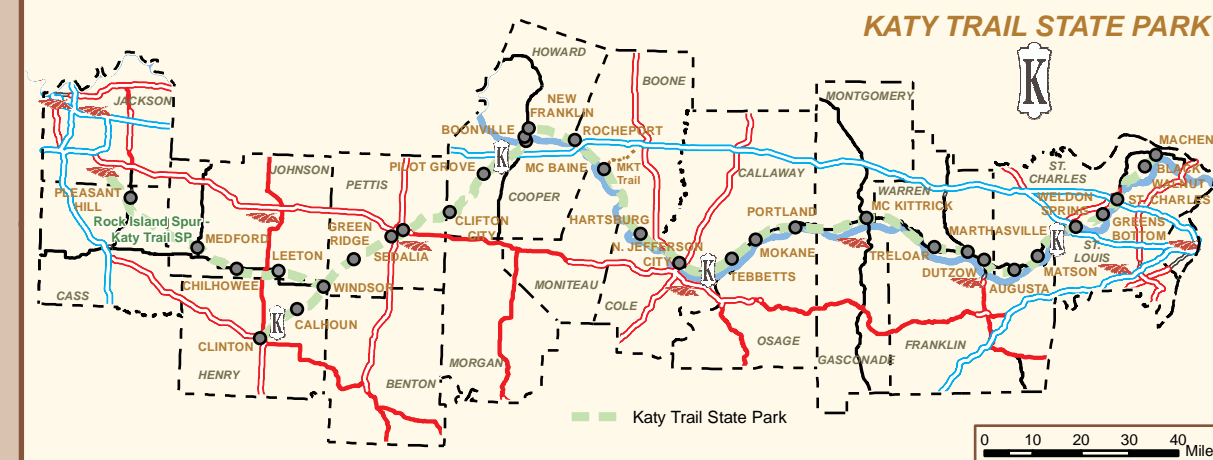 KATY TRAIL STATE PARK
K
HOWARD
BOONE
JACKSON
MONTGOMERY
NEW
FRANKLIN
BOONVILLE
ROCHEPORT
MACHEN
PILOT GROVE
K
MC BAINE
MKT
Trail
JOHNSON
PETTIS
COOPER
CALLAWAY
WARREN
ST.
CHARLES
BLACK
WALNUT
PLEASANT
HILL
Rock Island Spur-
Katy Trail SP
MEDFORD
GREEN
RIDGE
SEDALIA
CLIFTON
CITY
HARTSBURG
N. JEFFERSON
CITY
K
PORTLAND
MC KITTRICK
WELDON
SPRING
ST. CHARLES
GREENS
BOTTOM
MARTHASVILLE
K
ST.
LOUIS
LEETON
CHILHOWEE
WINDSOR
MOKANE
TEBBETTS
TRELOAR
DUTZOW
MATSON
AUGUSTA
CASS
MONITEAU
COLE
K
CALHOUN
CLINTON
OSAGE
GASCONADE
FRANKLIN
HENRY
MORGAN
BENTON
Katy Trail State Park
0 10 20 30 40
Mile